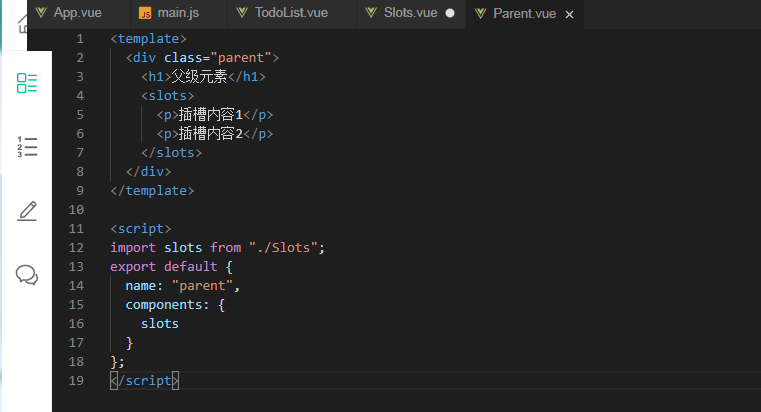 App.vue main.js TodoList.vue Slots.vue Parent.vue
1 <template>
2 <div class="parent">
3 <h1>父级元素</h1>
4 <slots>
5 <p>插槽内容1</p>
6 <p>插槽内容2</p>
7 </slots>
8 </div>
9 </template>
10
11 <script>
12 import slots from "./Slots";
13 export default {
14 name: "parent",
15 components: {
16 slots
17 }
18 };
19 </script>